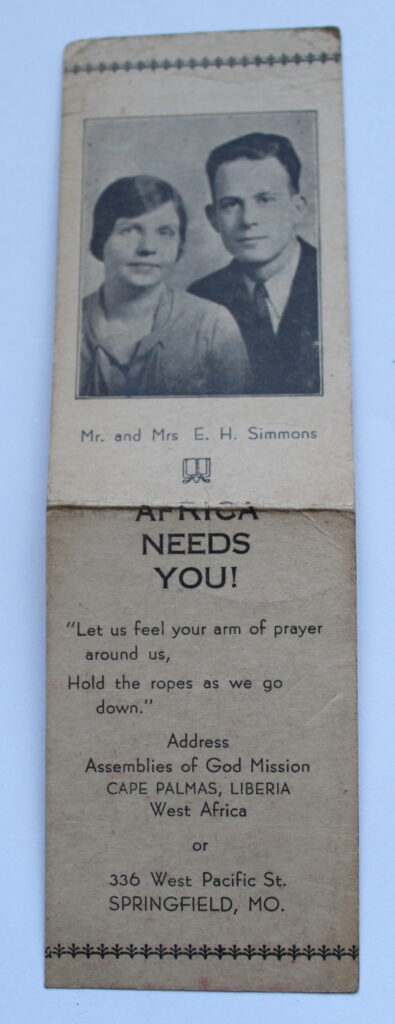 Mr. and Mrs E. H. Simmons
AFRICA
NEEDS
YOU!
"Let us feel your arm of prayer
around us,
Hold the ropes as we go
down."
Address
Assemblies of God Mission
CAPE PALMAS, LIBERIA
West Africa
or
336 West Pacific St.
SPRINGFIELD, MO.